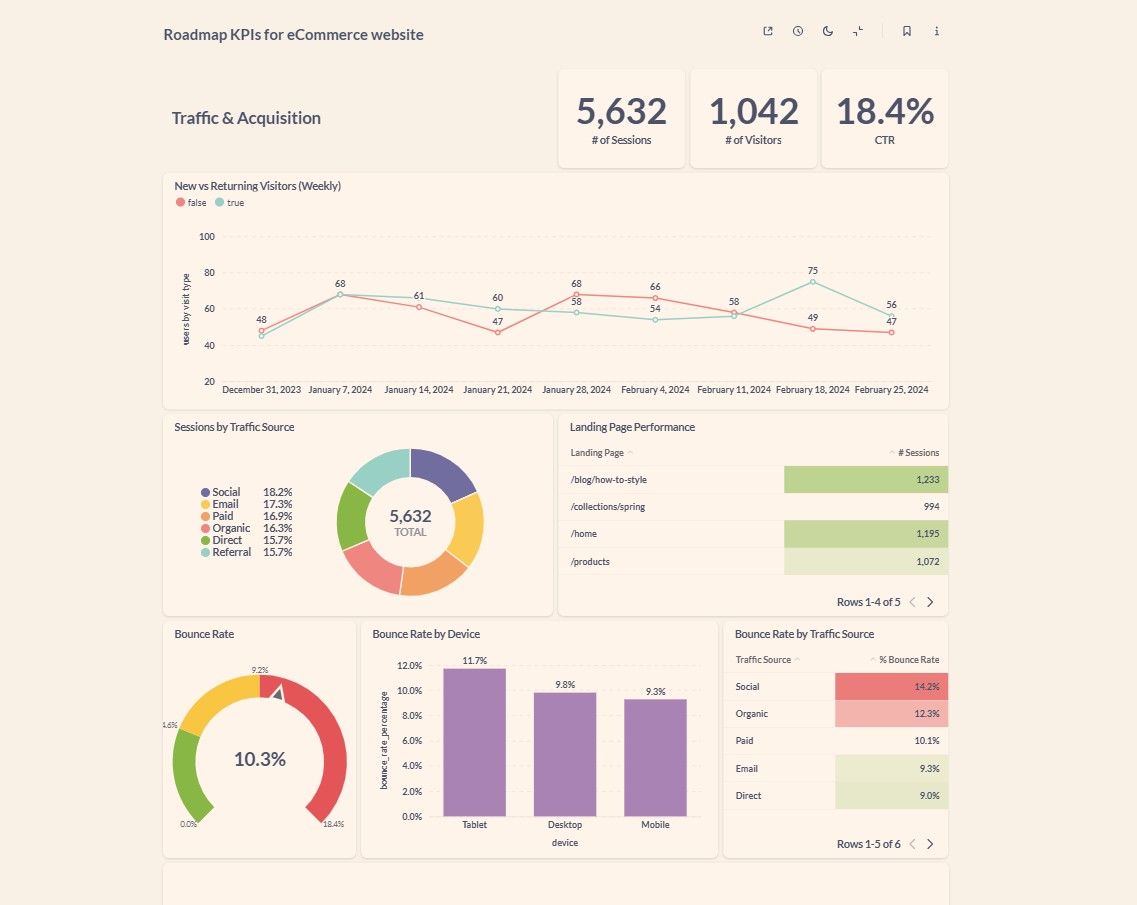 Roadmap KPIs for eCommerce website
Traffic & Acquisition
5,632
# of Sessions
1,042
# of Visitors
18.4%
CTR
New vs Returning Visitors (Weekly)
false true
100
80
60
40
20
users by visit type
48
68
61
60
47
68
58
66
54
58
75
49
56
47
December 31, 2023 January 7, 2024 January 14, 2024 January 21, 2024 January 28, 2024 February 4, 2024 February 11, 2024 February 18, 2024 February 25, 2024
Sessions by Traffic Source
Social 18.2%
Email 17.3%
Paid 16.9%
Organic 16.3%
Direct 15.7%
Referral 15.7%
5,632
TOTAL
Landing Page Performance
Landing Page # Sessions
/blog/how-to-style 1,233
/collections/spring 994
/home 1,195
/products 1,072
Rows 1-4 of 5
Bounce Rate
9.2%
4.6%
10.3%
0.0% 18.4%
Bounce Rate by Device
12.0%
10.0%
8.0%
6.0%
4.0%
2.0%
0.0%
bounce_rate_percentage
11.7%
9.8%
9.3%
Tablet Desktop Mobile
device
Bounce Rate by Traffic Source
Traffic Source % Bounce Rate
Social 14.2%
Organic 12.3%
Paid 10.1%
Email 9.3%
Direct 9.0%
Rows 1-5 of 6